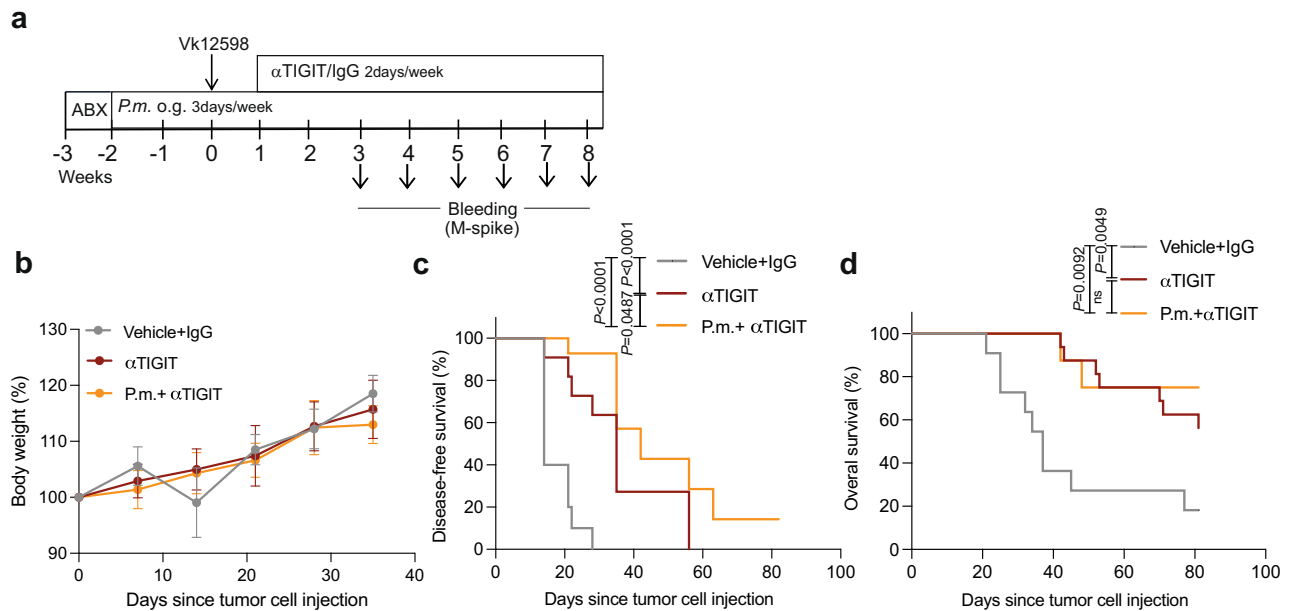 a
Vk12598
αTIGIT/IgG 2days/week
ABX P.m. o.g. 3days/week
-3 -2 -1 0 1 2 3 4 5 6 7 8
Weeks
Bleeding
(M-spike)
b
Vehicle+IgG
αTIGIT
P.m.+ αTIGIT
130
120
110
100
90
Body weight (%)
0 20 40 
0 10 20 30 40
Days since tumor cell injection
c
P<0.0001
P=0.0487
P<0.0001
Vehicle+IgG
αTIGIT
P.m.+ αTIGIT
100
80
60
40
20
0
Disease-free survival (%)
0 20 40 60 80 100
Days since tumor cell injection
d
P=0.0092
ns
P=0.0049
Vehicle+IgG
αTIGIT
P.m.+αTIGIT
100
80
60
40
20
0
Overall survival (%)
0 20 40 60 80 100
Days since tumor cell injection